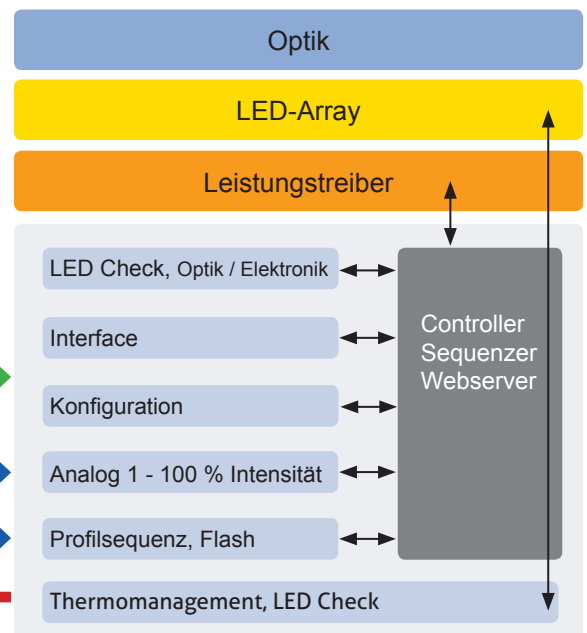 Optik
LED-Array
Leistungstreiber
LED Check, Optik / Elektronik
Interface
Konfiguration
Analog 1 - 100 % Intensität
Profilsequenz, Flash
Thermomanagement, LED Check
Controller
Sequenzer
Webserver